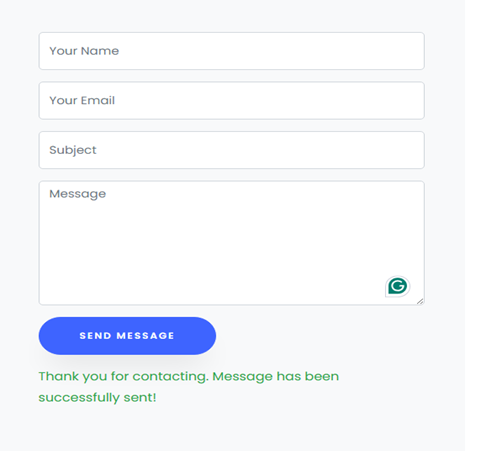 Your Name
Your Email
Subject
Message
SEND MESSAGE
Thank you for contacting. Message has been
successfully sent!